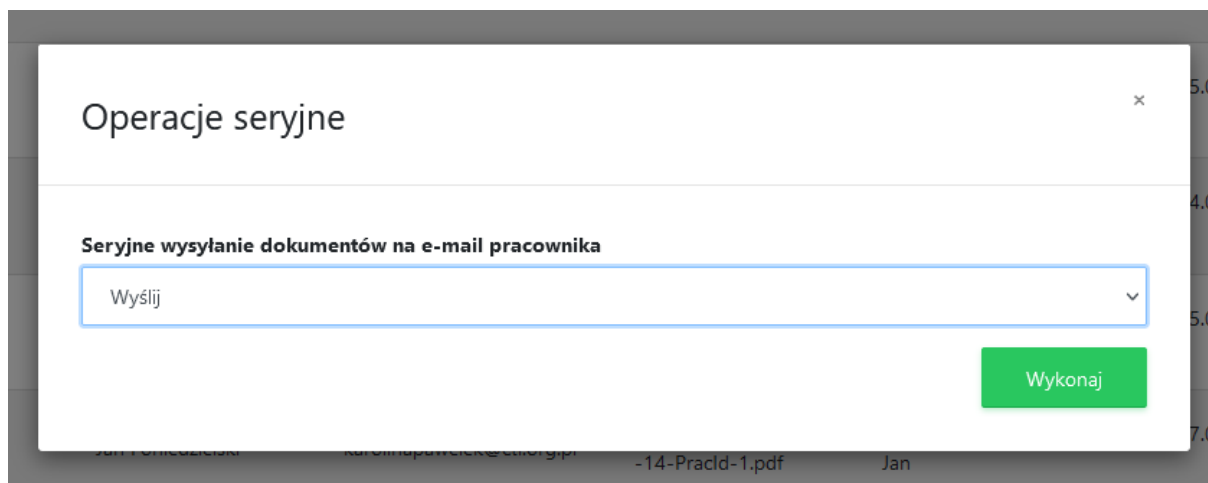 Operacje seryjne
×
Seryjne wysyłanie dokumentów na e-mail pracownika
Wyślij
Wykonaj
-14-PracId-1.pdf
Jan